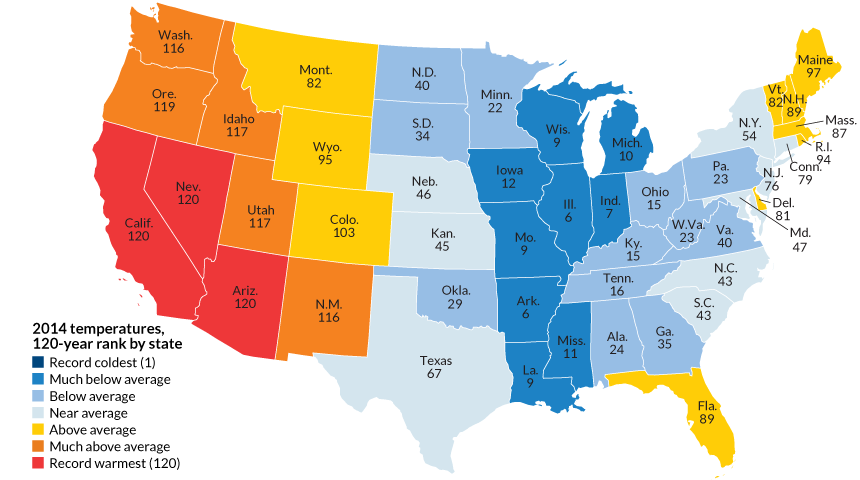 Wash.
116
Ore.
119
Idaho
117
Mont.
82
Wyo.
95
Calif.
120
Nev.
120
Utah
117
Colo.
103
Ariz.
120
N.M.
116
N.D.
40
S.D.
34
Neb.
46
Kan.
45
Okla.
29
Texas
67
Minn.
22
Iowa
12
Mo.
9
Ark.
6
La.
9
Wis.
9
Ill.
6
Mich.
10
Ind.
7
Ohio
15
Ky.
15
Tenn.
16
Miss.
11
Ala.
24
Ga.
35
Fla.
89
S.C.
43
N.C.
43
Va.
40
W.Va.
23
Pa.
23
N.Y.
54
Vt.
82
N.H.
89
Maine
97
Mass.
87
R.I.
94
Conn.
79
N.J.
76
Del.
81
Md.
47
2014 temperatures,
120-year rank by state
Record coldest (1)
Much below average
Below average
Near average
Above average
Much above average
Record warmest (120)